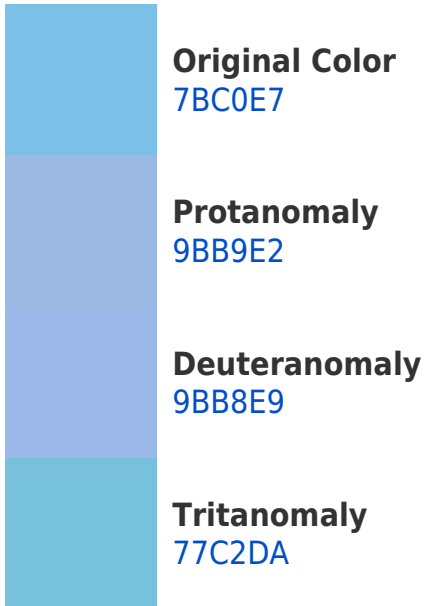 Original Color
7BC0E7
Protanomaly
9BB9E2
Deuteranomaly
9BB8E9
Tritanomaly
77C2DA